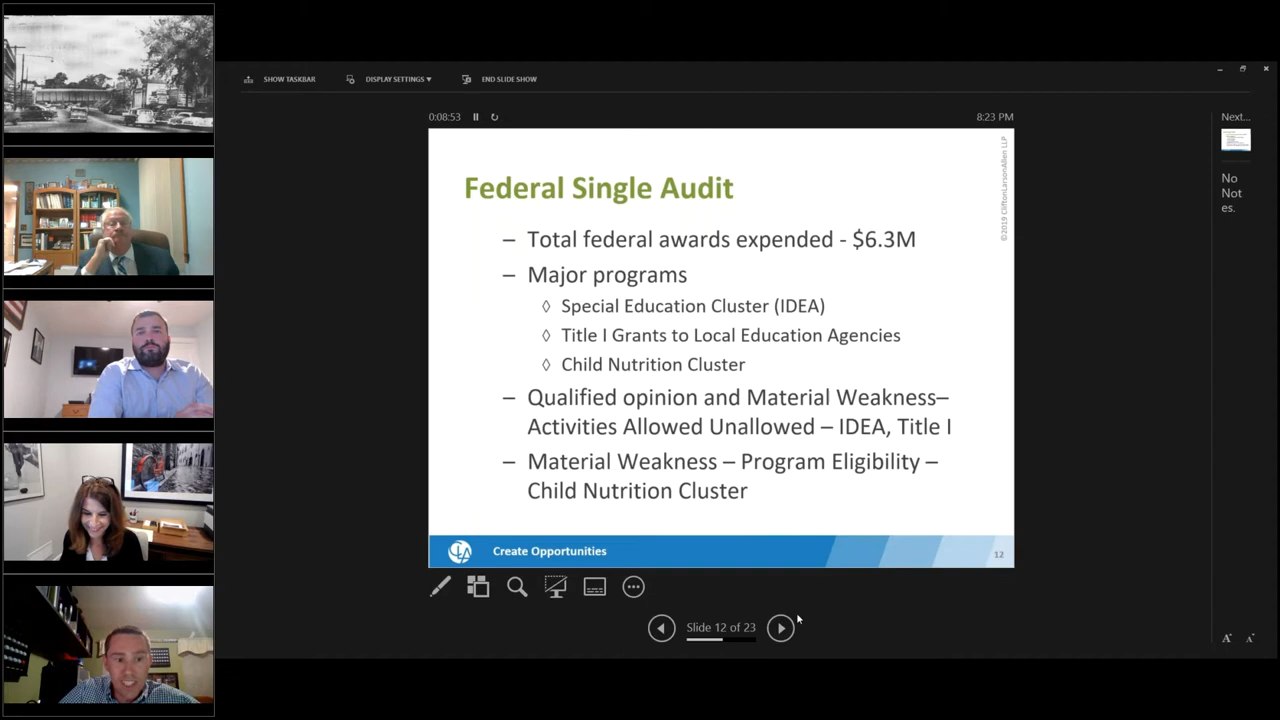 SHOW TASKBAR
DISPLAY SETTINGS ▾
END SLIDE SHOW
0:08:53
8:23 PM
Next...
©2019 CliftonLarsonAllen LLP
Federal Single Audit
– Total federal awards expended - $6.3M
– Major programs
◊ Special Education Cluster (IDEA)
◊ Title I Grants to Local Education Agencies
◊ Child Nutrition Cluster
– Qualified opinion and Material Weakness–
Activities Allowed Unallowed – IDEA, Title I
– Material Weakness – Program Eligibility –
Child Nutrition Cluster
CLA
Create Opportunities
12
No
Not
es.
Slide 12 of 23
A
A